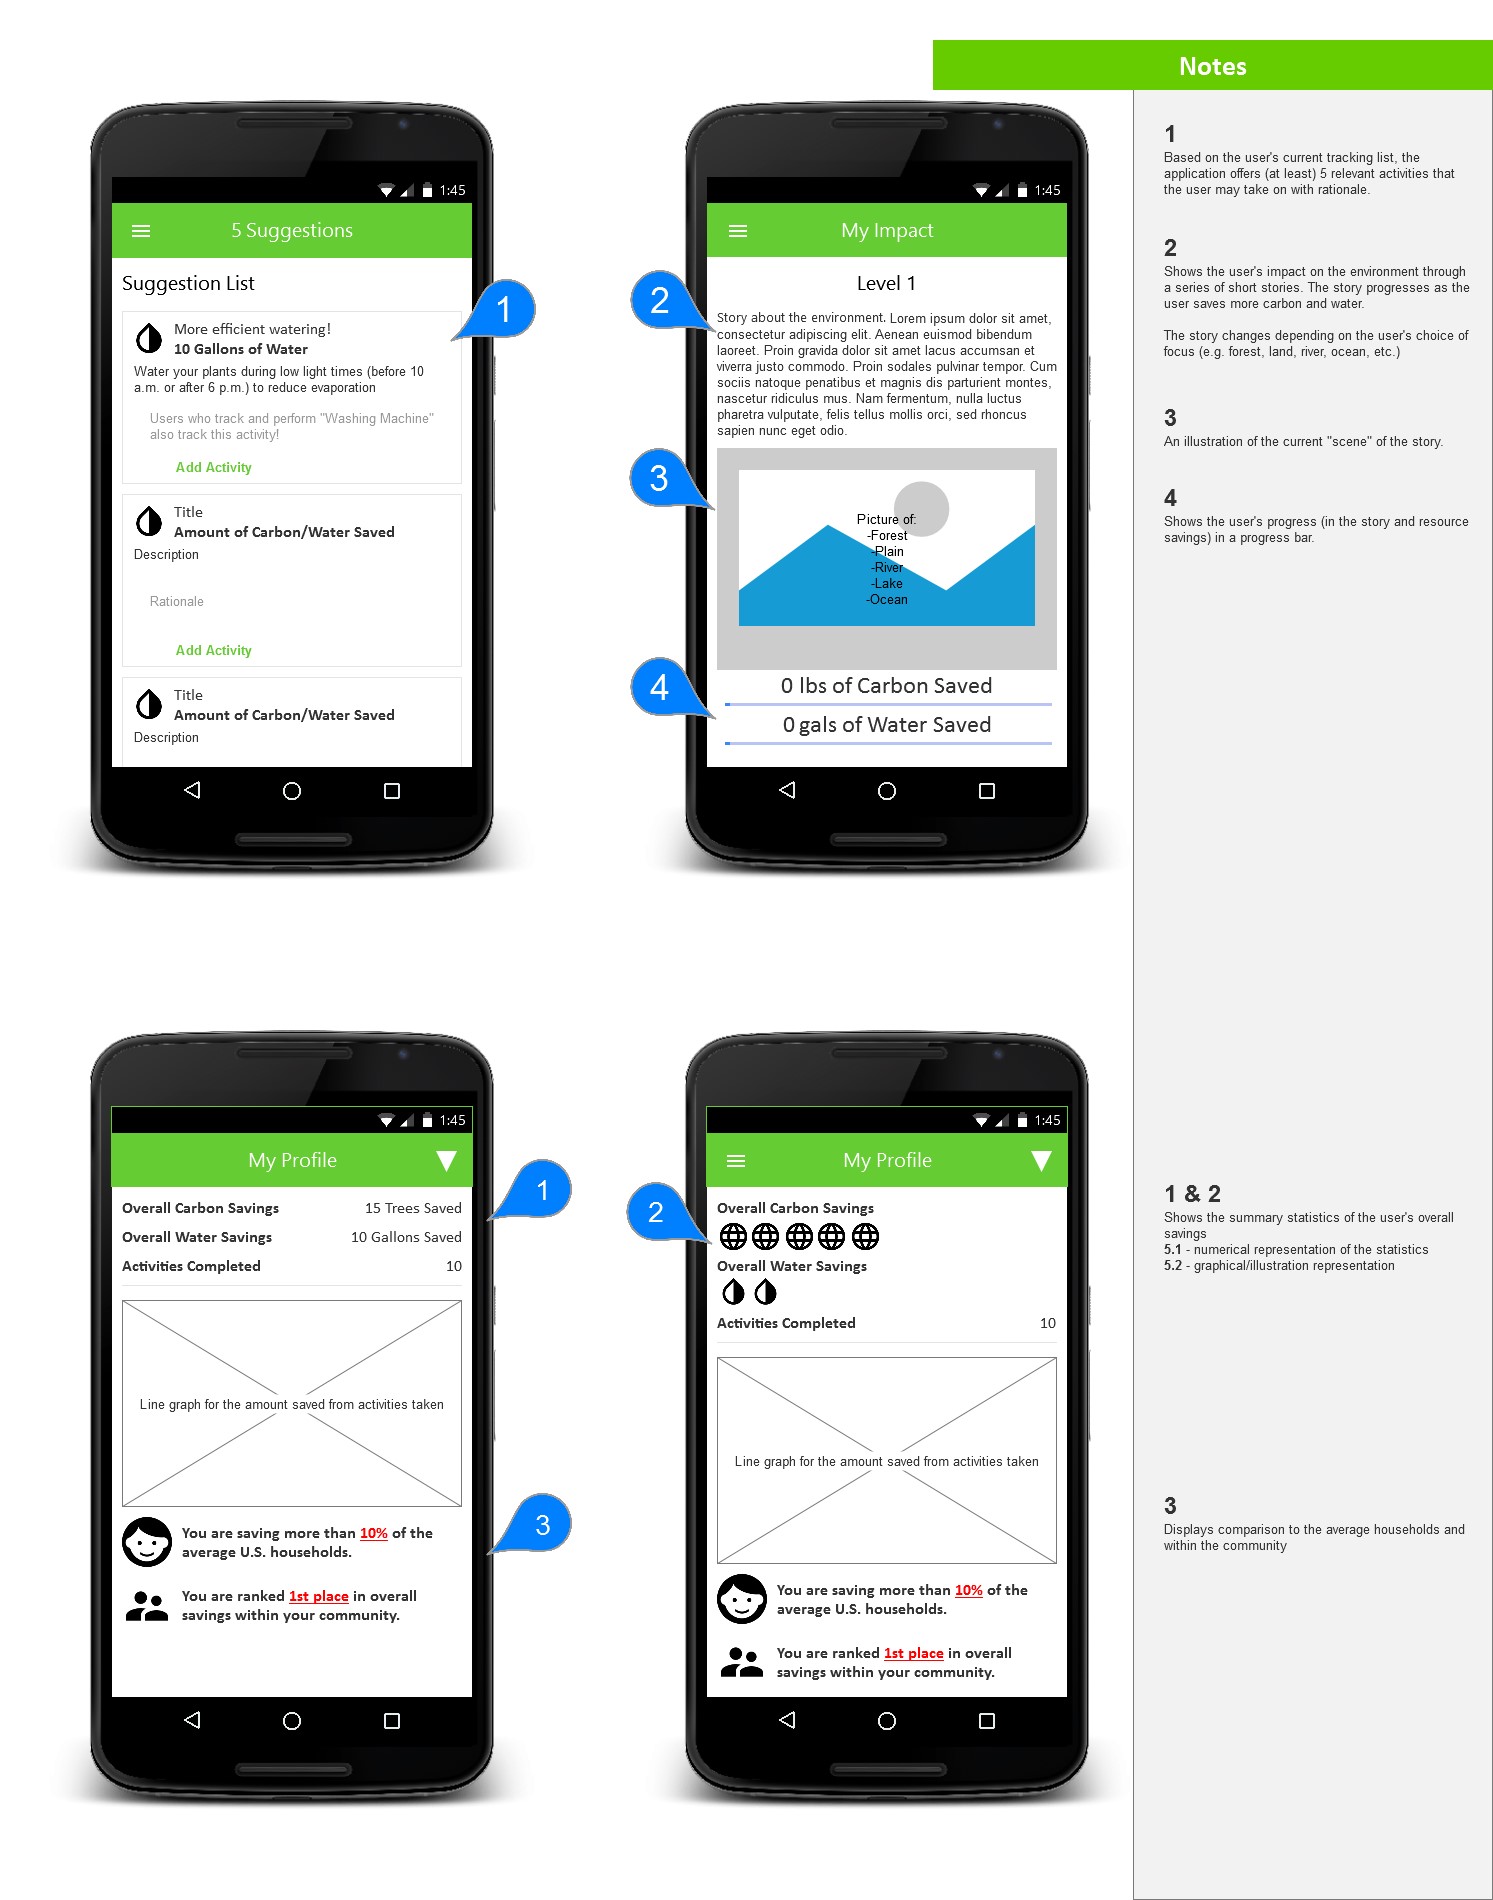 Notes
1:45
5 Suggestions
Suggestion List
More efficient watering!
10 Gallons of Water
Water your plants during low light times (before 10
a.m. or after 6 p.m.) to reduce evaporation
Users who track and perform "Washing Machine"
also track this activity!
Add Activity
Title
Amount of Carbon/Water Saved
Description
Rationale
Add Activity
Title
Amount of Carbon/Water Saved
Description
1
1:45
My Impact
Level 1
Story about the environment. Lorem ipsum dolor sit amet,
consectetur adipiscing elit. Aenean euismod bibendum
laoreet. Proin gravida dolor sit amet lacus accumsan et
viverra justo commodo. Proin sodales pulvinar tempor. Cum
sociis natoque penatibus et magnis dis parturient montes,
nascetur ridiculus mus. Nam fermentum, nulla luctus
pharetra vulputate, felis tellus mollis orci, sed rhoncus
sapien nunc eget odio.
Picture of:
-Forest
-Plain
-River
-Lake
-Ocean
0 lbs of Carbon Saved
0 gals of Water Saved
2
3
4
1
Based on the user's current tracking list, the
application offers (at least) 5 relevant activities that
the user may take on with rationale.
2
Shows the user's impact on the environment through
a series of short stories. The story progresses as the
user saves more carbon and water.
The story changes depending on the user's choice of
focus (e.g. forest, land, river, ocean, etc.)
3
An illustration of the current "scene" of the story.
4
Shows the user's progress (in the story and resource
savings) in a progress bar.
1:45
My Profile
Overall Carbon Savings 15 Trees Saved
Overall Water Savings 10 Gallons Saved
Activities Completed 10
Line graph for the amount saved from activities taken
You are saving more than 10% of the
average U.S. households.
You are ranked 1st place in overall
savings within your community.
1
3
1:45
My Profile
Overall Carbon Savings
Overall Water Savings
Activities Completed 10
Line graph for the amount saved from activities taken
You are saving more than 10% of the
average U.S. households.
You are ranked 1st place in overall
savings within your community.
2
1 & 2
Shows the summary statistics of the user's overall
savings
5.1 - numerical representation of the statistics
5.2 - graphical/illustration representation
3
Displays comparison to the average households and
within the community